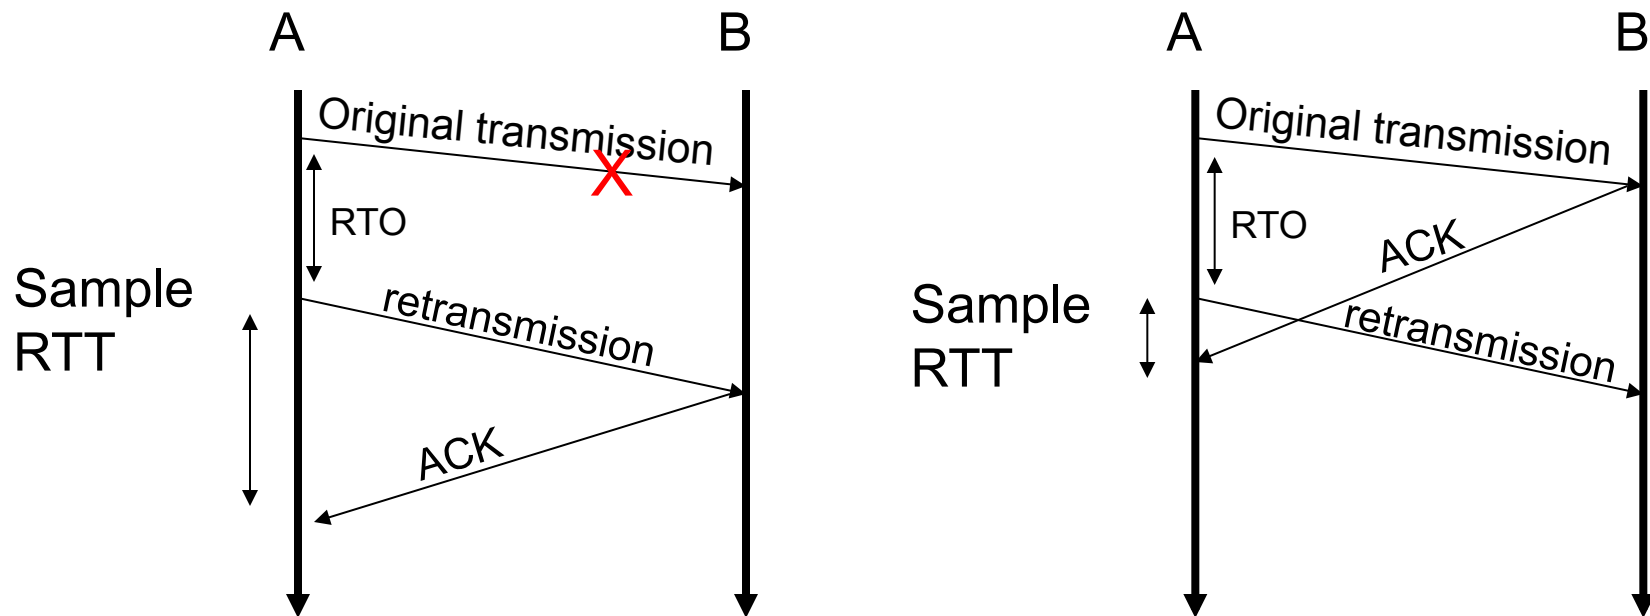 A
B
Original transmission
X
RTO
Sample
RTT
retransmission
ACK
A
B
Original transmission
RTO
ACK
Sample
RTT
retransmission